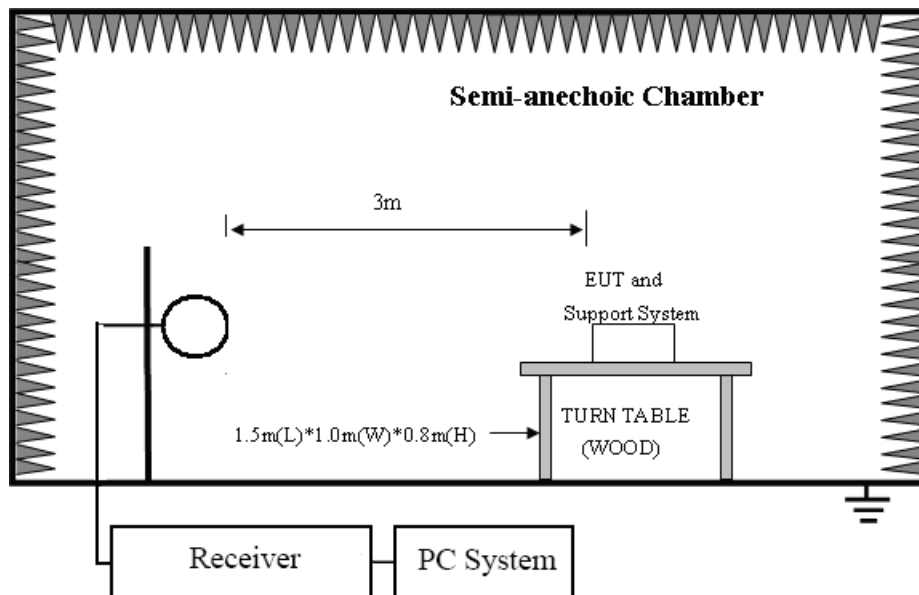 Semi-anechoic Chamber
3m
EUT and
Support System
1.5m(L)*1.0m(W)*0.8m(H)
TURN TABLE
(WOOD)
Receiver
PC System